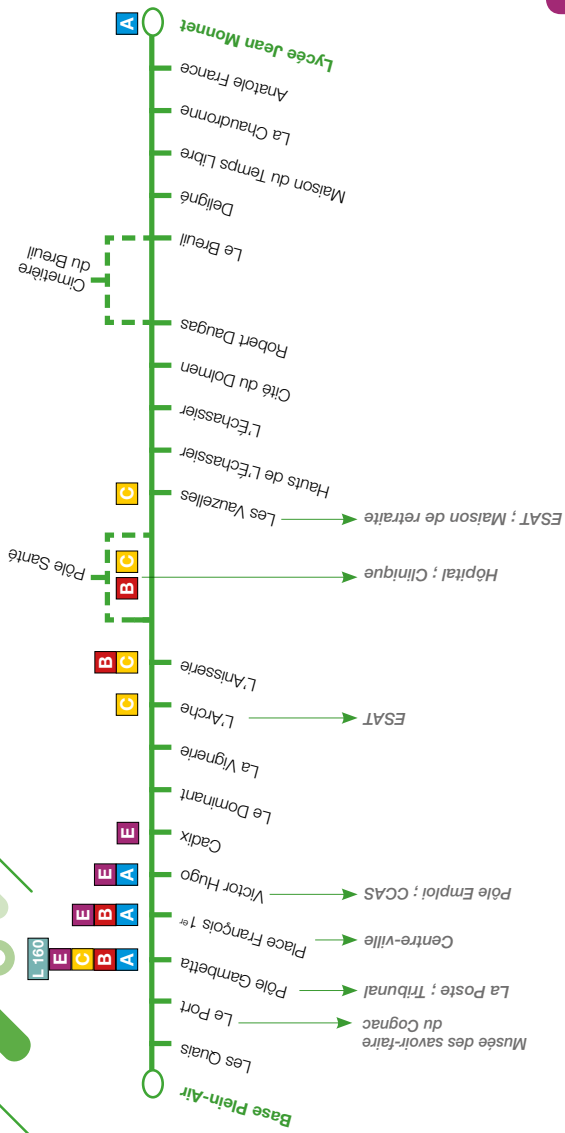 Base Plein-Air
Les Quais
Musée des savoir-faire
du Cognac
Le Port
La Poste ; Tribunal
Pôle Gambetta
A B C E L 160
Centre-ville
Place François 1er
A B E
Pôle Emploi ; CCAS
Victor Hugo
A E
Cadix
E
Le Dominant
La Vignerie
ESAT
L'Arche
C
L'Anisserie
C B
Hôpital ; Clinique
B
C
Pôle Santé
ESAT ; Maison de retraite
Les Vauzelles
C
Hauts de L'Échassier
L'Échassier
Cité du Dolmen
Robert Daugas
Cimetière
du Breuil
Le Breuil
Deligné
Maison du Temps Libre
La Chaudronne
Anatole France
Lycée Jean Monnet
A